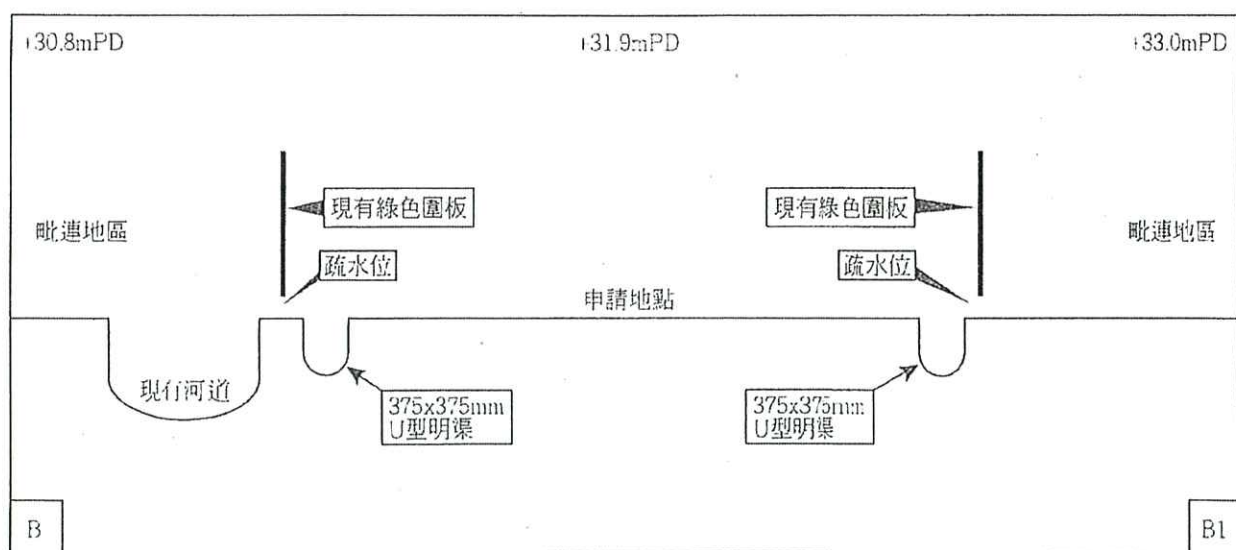 +30.8mPD
+31.9mPD
+33.0mPD
現有綠色圍板
現有綠色圍板
毗連地區
毗連地區
疏水位
疏水位
申請地點
現有河道
375x375mm
U型明渠
375x375mm
U型明渠
B
B1